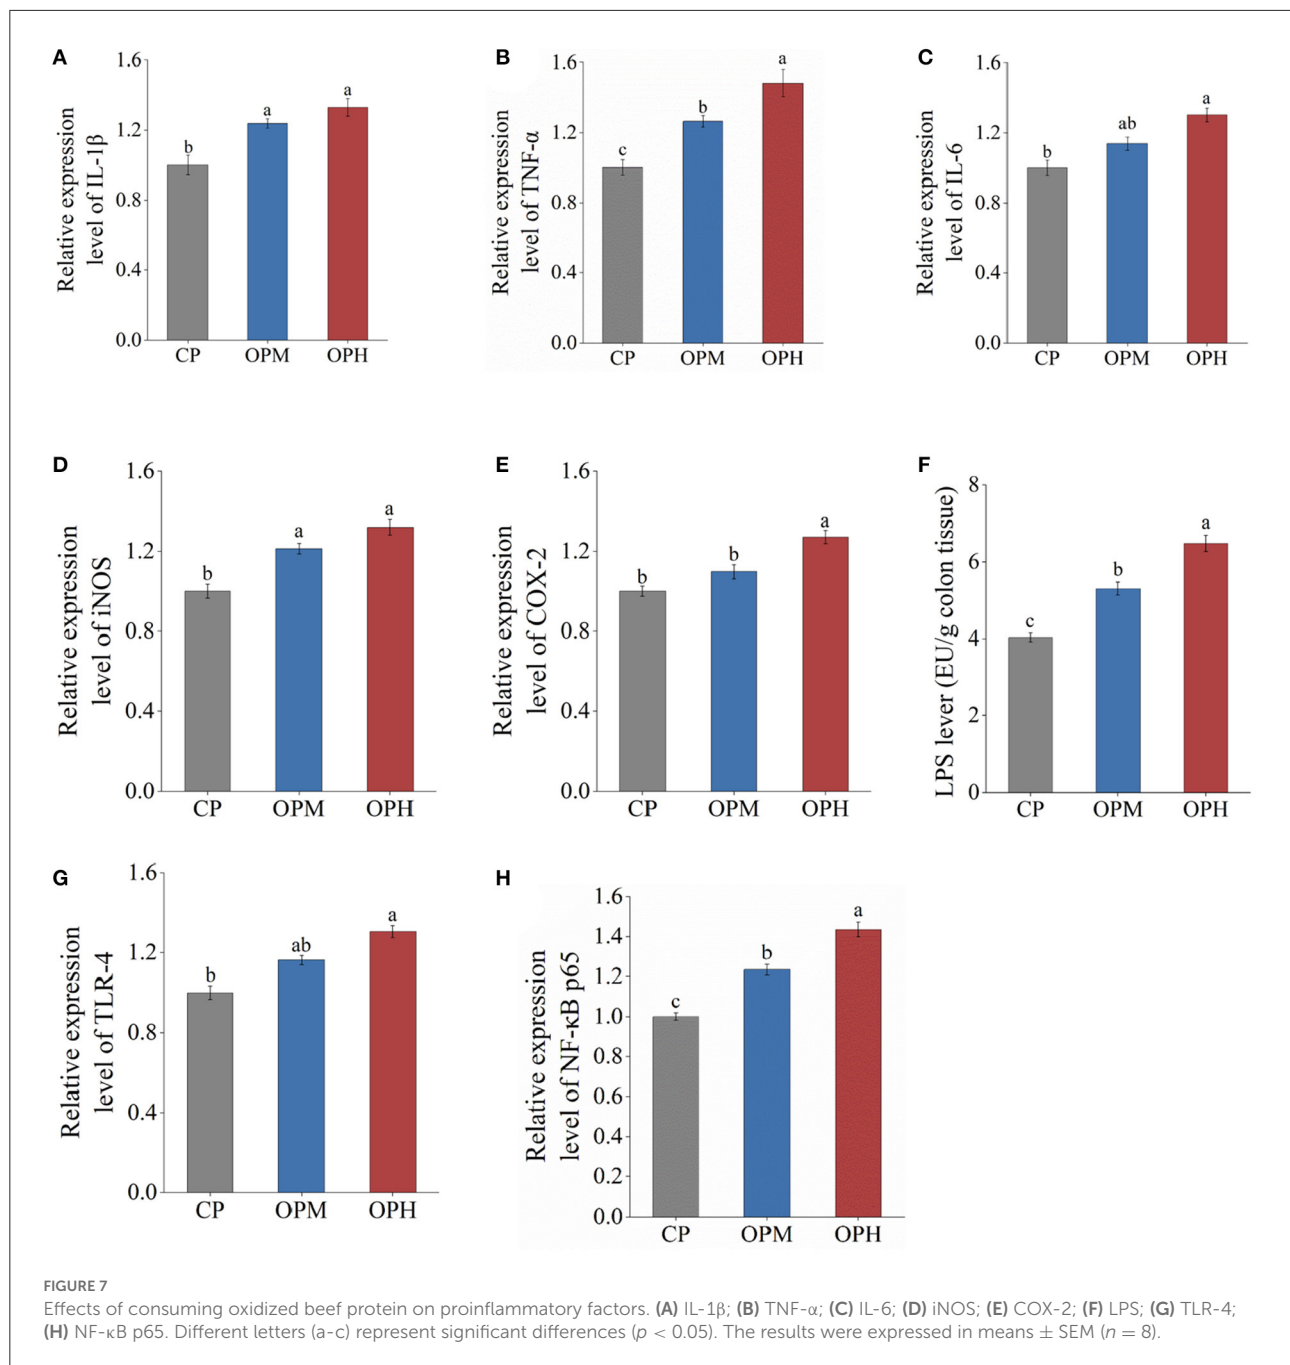 A
Relative expression
level of IL-1β
1.6
1.2
0.8
0.4
0.0
b
a
a
CP OPM OPH
B
Relative expression
level of TNF-α
1.6
1.2
0.8
0.4
0.0
c
b
a
CP OPM OPH
C
Relative expression
level of IL-6
1.6
1.2
0.8
0.4
0.0
b
ab
a
CP OPM OPH
D
Relative expression
level of iNOS
1.6
1.2
0.8
0.4
0.0
b
a
a
CP OPM OPH
E
Relative expression
level of COX-2
1.6
1.2
0.8
0.4
0.0
b
b
a
CP OPM OPH
F
LPS lever (EU/g colon tissue)
8
6
4
2
0
c
b
a
CP OPM OPH
G
Relative expression
level of TLR-4
1.6
1.2
0.8
0.4
0.0
b
ab
a
CP OPM OPH
H
Relative expression
level of NF-κB p65
1.6
1.4
1.2
1.0
0.8
0.6
0.4
0.2
0.0
c
b
a
CP OPM OPH
FIGURE 7
Effects of consuming oxidized beef protein on proinflammatory factors. (A) IL-1β; (B) TNF-α; (C) IL-6; (D) iNOS; (E) COX-2; (F) LPS; (G) TLR-4;
(H) NF-κB p65. Different letters (a-c) represent significant differences (p < 0.05). The results were expressed in means ± SEM (n = 8).